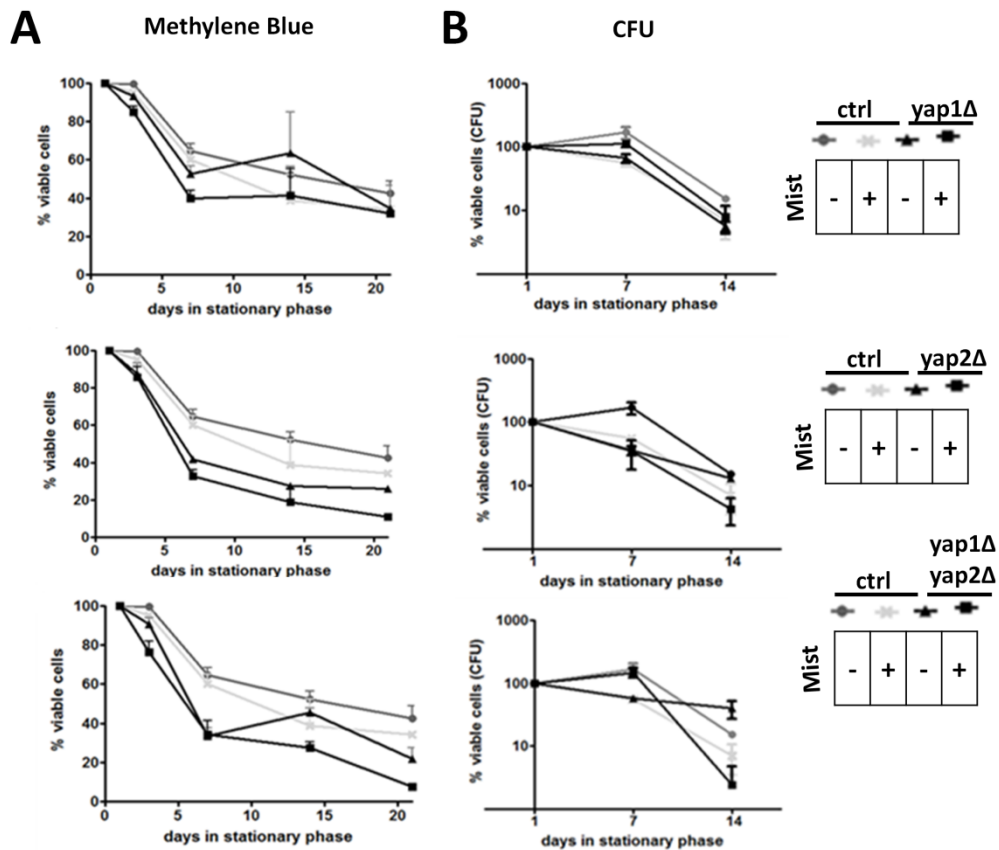 A Methylene Blue
B CFU
% viable cells
100
80
60
40
20
0
0 5 10 15 20
days in stationary phase
% viable cells (CFU)
1000
100
10
1 7 14
days in stationary phase
ctrl yap1Δ
Mist - + - +
% viable cells
100
80
60
40
20
0
0 5 10 15 20
days in stationary phase
% viable cells (CFU)
1000
100
10
1 7 14
days in stationary phase
ctrl yap2Δ
Mist - + - +
% viable cells
100
80
60
40
20
0
0 5 10 15 20
days in stationary phase
% viable cells (CFU)
1000
100
10
1 7 14
days in stationary phase
yap1Δ
ctrl yap2Δ
Mist - + - +